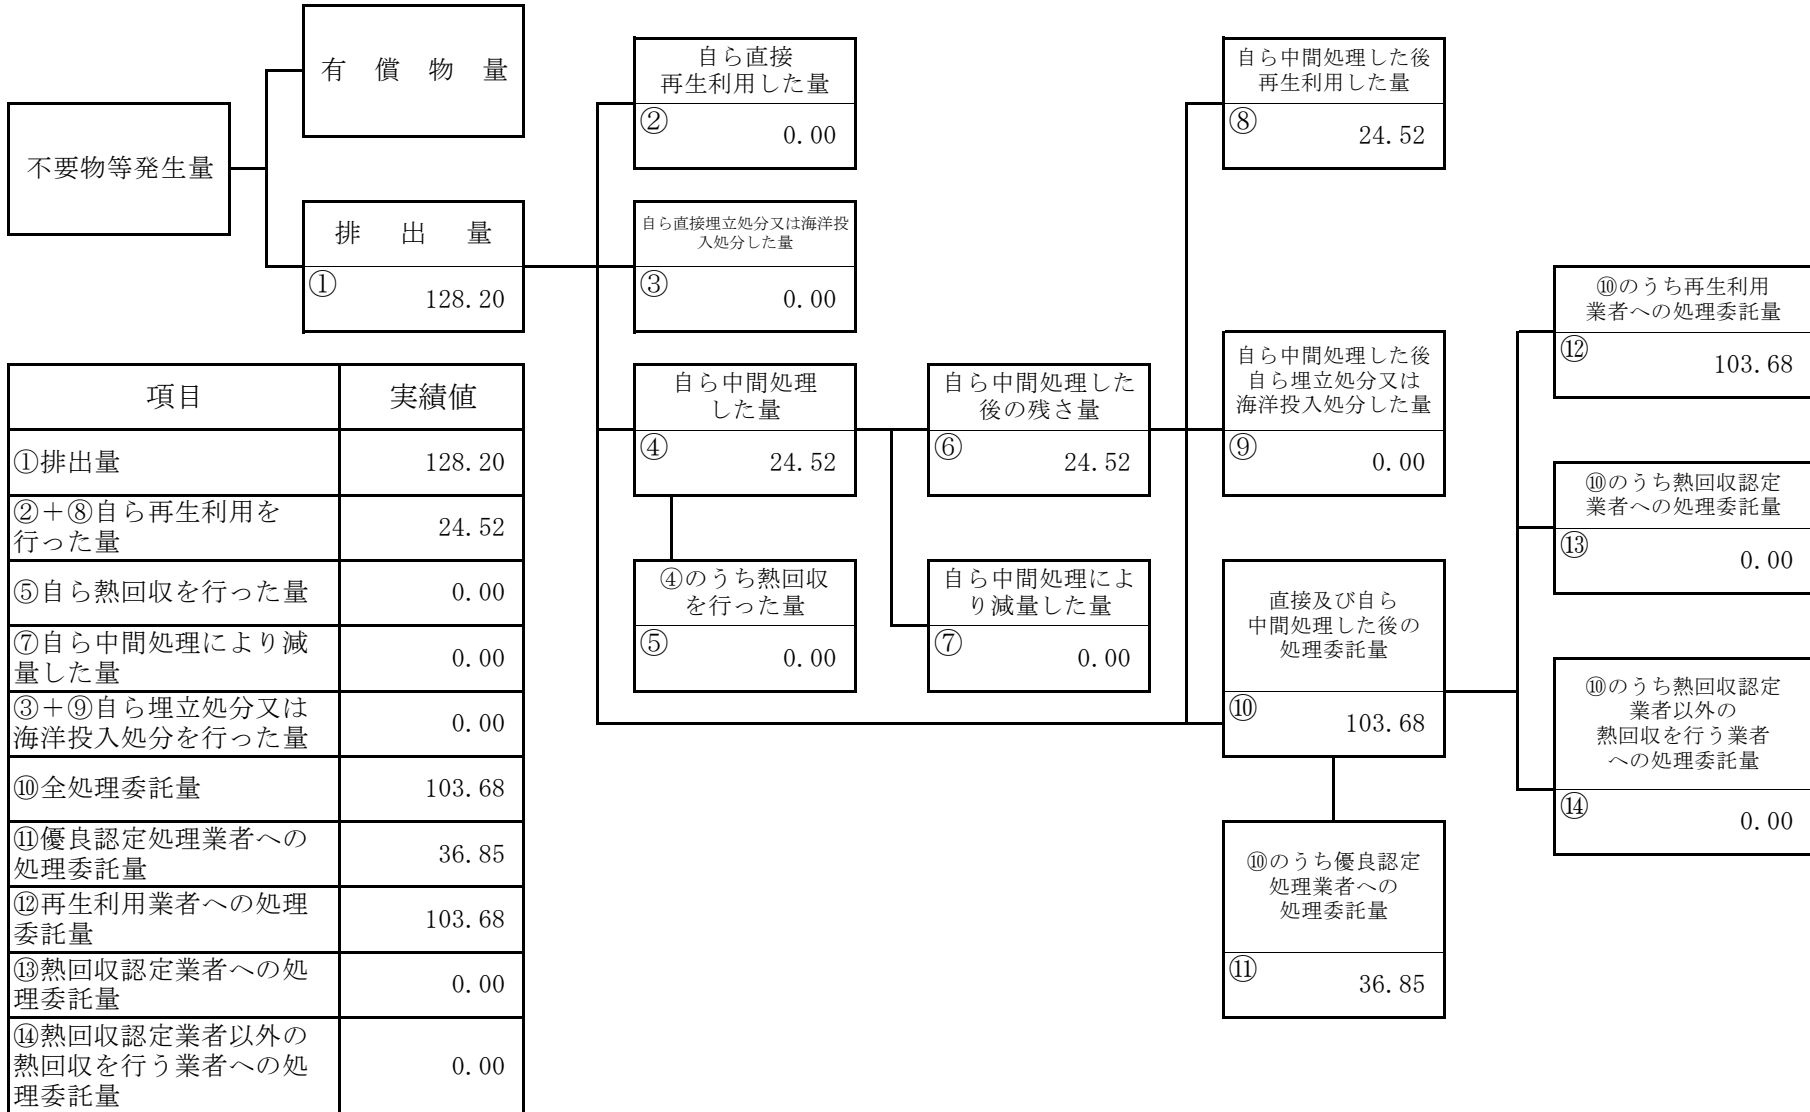 有　償　物　量
不要物等発生量
排　出　量
①
128.20
自ら直接
再生利用した量
②
0.00
自ら直接埋立処分又は海洋投
入処分した量
③
0.00
自ら中間処理
した量
④
24.52
④のうち熱回収
を行った量
⑤
0.00
自ら中間処理した
後の残さ量
⑥
24.52
自ら中間処理によ
り減量した量
⑦
0.00
自ら中間処理した後
再生利用した量
⑧
24.52
自ら中間処理した後
自ら埋立処分又は
海洋投入処分した量
⑨
0.00
直接及び自ら
中間処理した後の
処理委託量
⑩
103.68
⑩のうち優良認定
処理業者への
処理委託量
⑪
36.85
⑩のうち再生利用
業者への処理委託量
⑫
103.68
⑩のうち熱回収認定
業者への処理委託量
⑬
0.00
⑩のうち熱回収認定
業者以外の
熱回収を行う業者
への処理委託量
⑭
0.00
項目　実績値
①排出量　128.20
②＋⑧自ら再生利用を
行った量　24.52
⑤自ら熱回収を行った量　0.00
⑦自ら中間処理により減
量した量　0.00
③＋⑨自ら埋立処分又は
海洋投入処分を行った量　0.00
⑩全処理委託量　103.68
⑪優良認定処理業者への
処理委託量　36.85
⑫再生利用業者への処理
委託量　103.68
⑬熱回収認定業者への処
理委託量　0.00
⑭熱回収認定業者以外の
熱回収を行う業者への処　0.00
理委託量